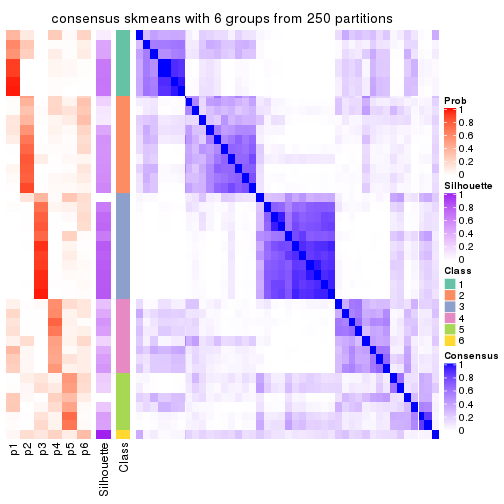 consensus skmeans with 6 groups from 250 partitions
Prob
1
0.8
0.6
0.4
0.2
0
Silhouette
1
0.8
0.6
0.4
0.2
0
Class
1
2
3
4
5
6
Consensus
1
0.8
0.6
0.4
0.2
0
p1
p2
p3
p4
p5
p6
Silhouette
Class